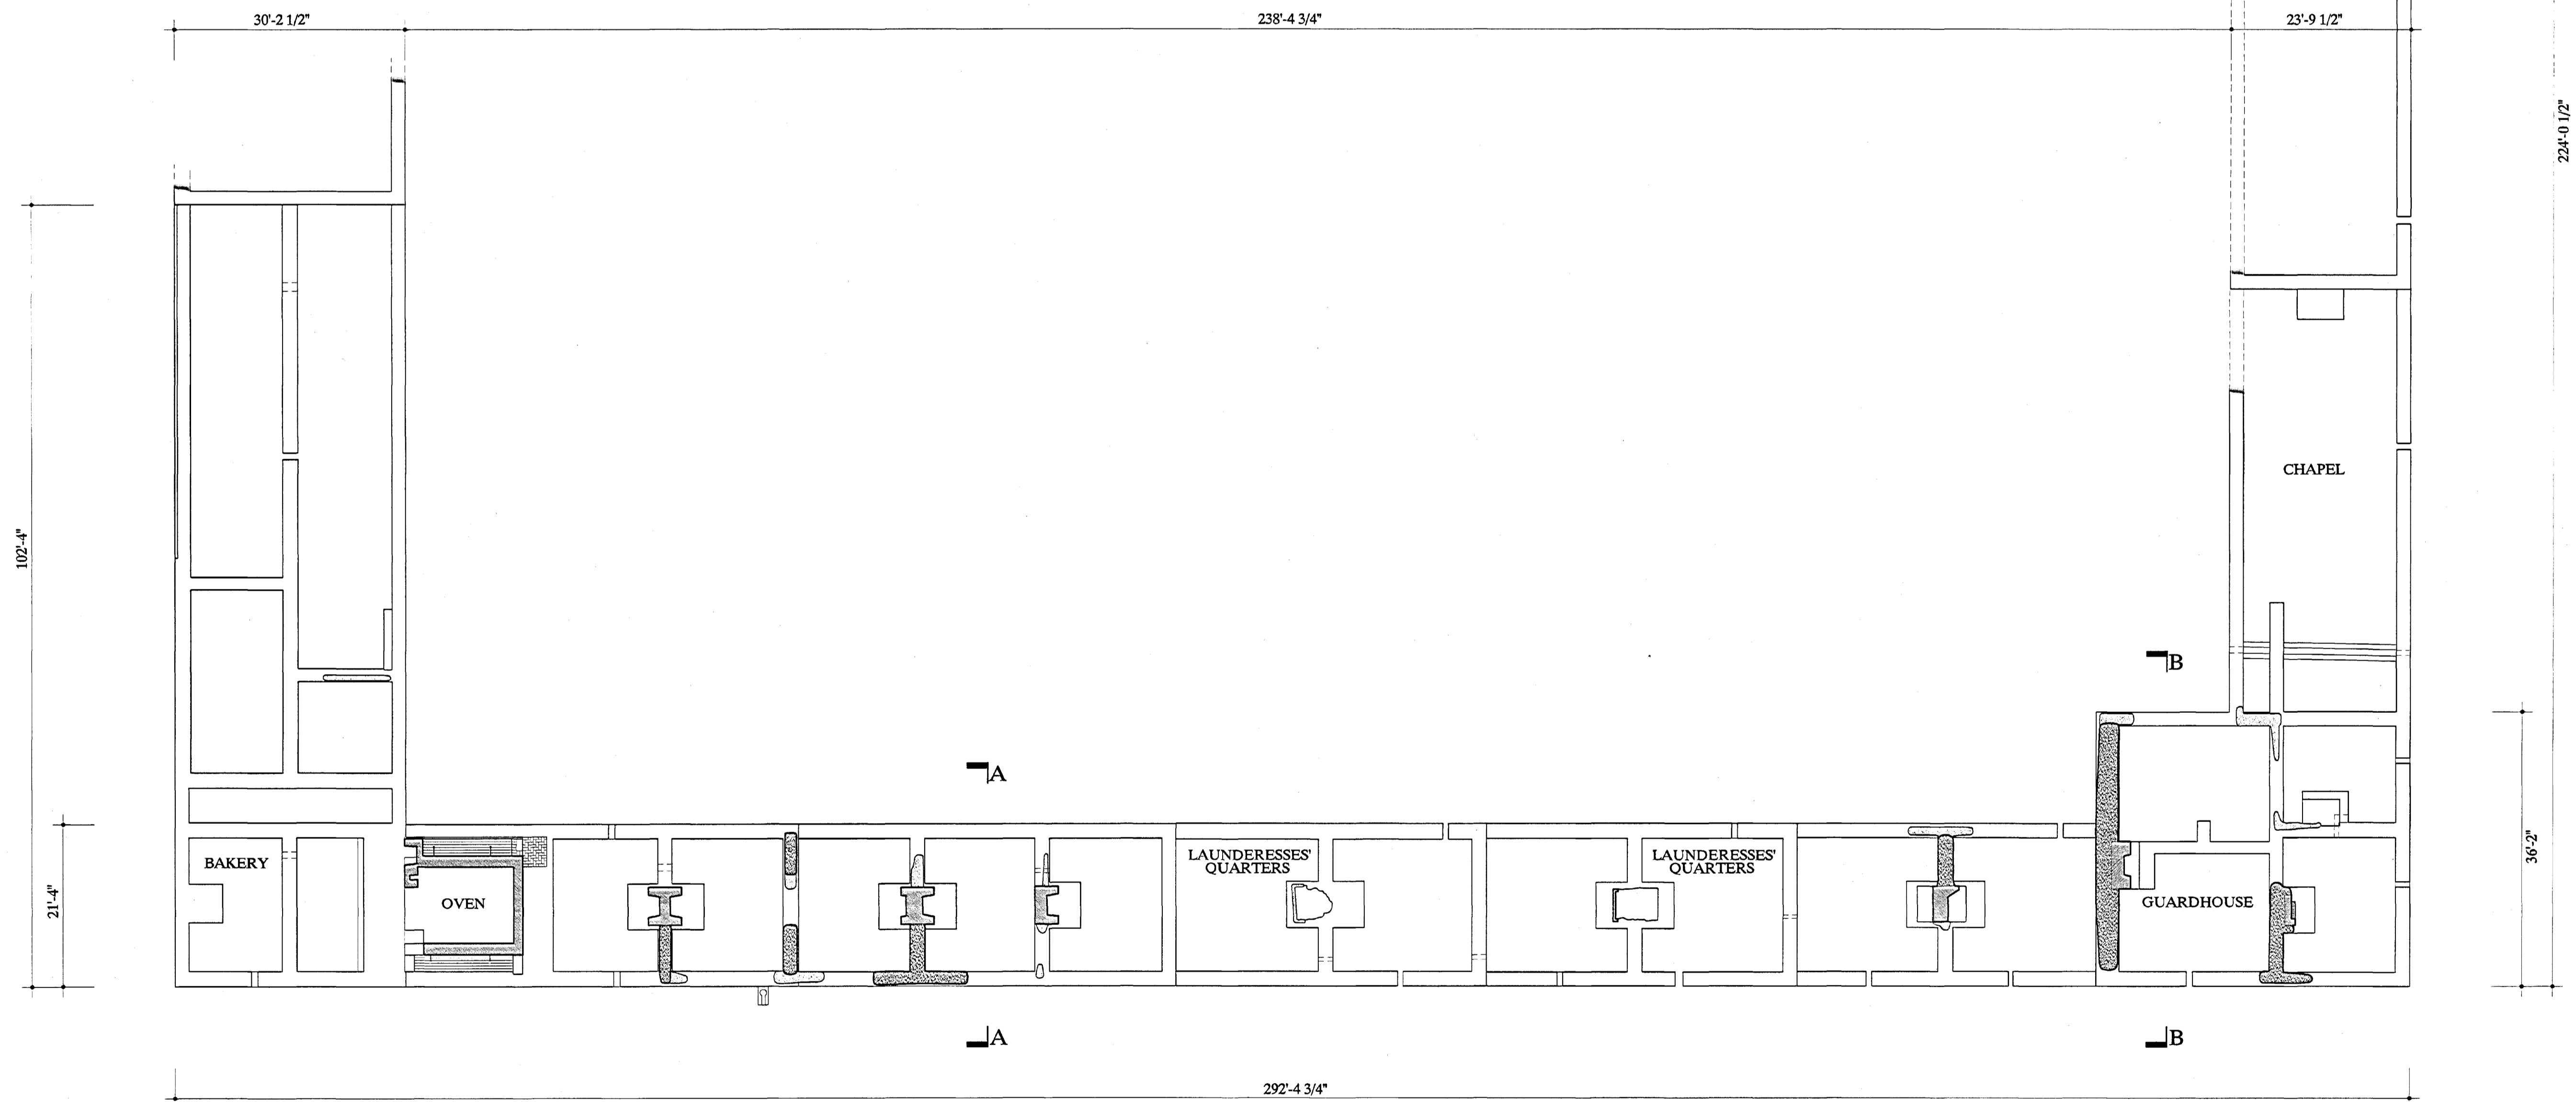 30'-2 1/2"
238'-4 3/4"
23'-9 1/2"
224'-0 1/2"
CHAPEL
102'-4"
B
A
36'-2"
BAKERY
LAUNDERESSES'
QUARTERS
LAUNDERESSES'
QUARTERS
21'-4"
OVEN
GUARDHOUSE
A
B
292'-4 3/4"